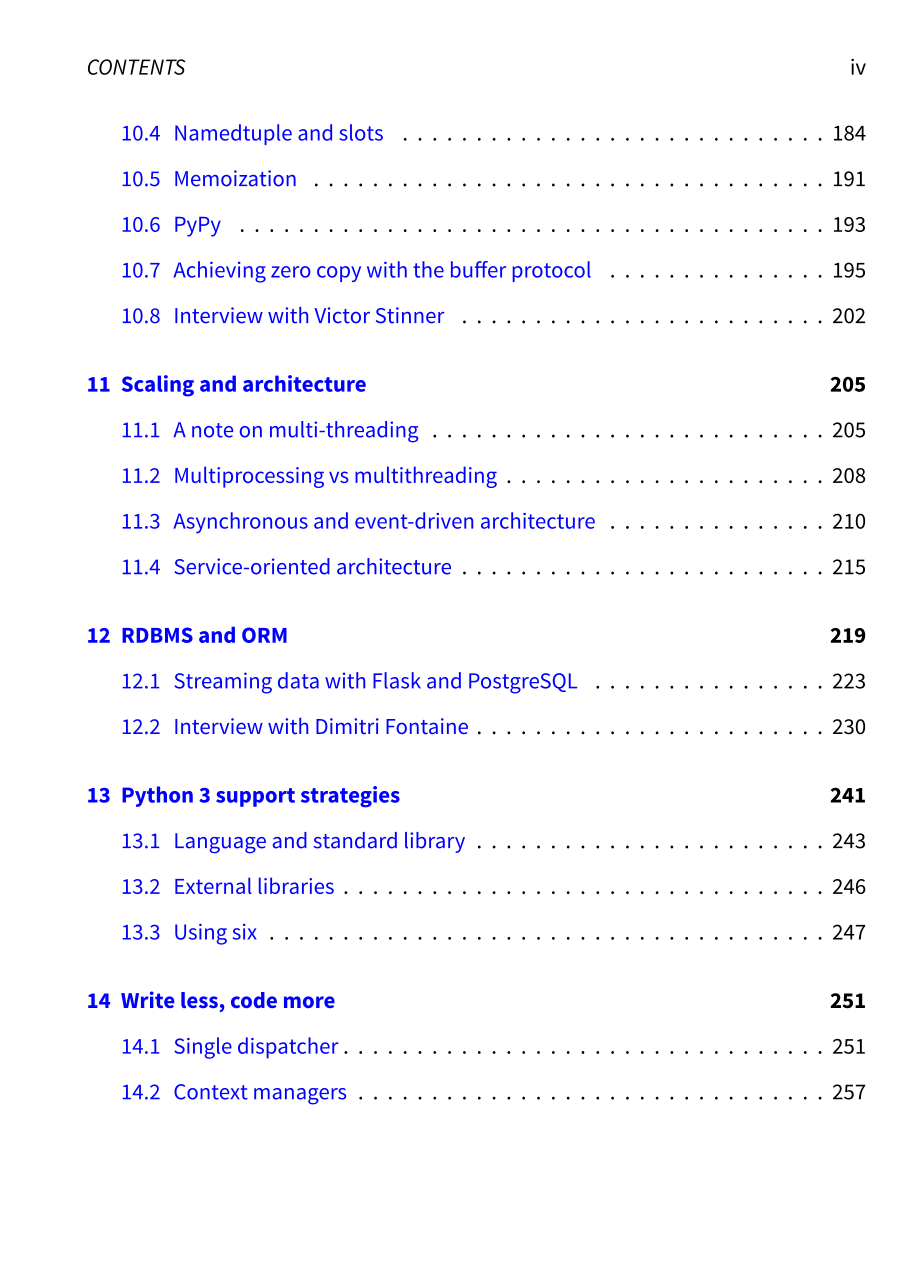 CONTENTS iv
10.4 Namedtuple and slots . . . . . . . . . . . . . . . . . . . . . . . . . . . . . 184
10.5 Memoization . . . . . . . . . . . . . . . . . . . . . . . . . . . . . . . . . . . 191
10.6 PyPy . . . . . . . . . . . . . . . . . . . . . . . . . . . . . . . . . . . . . . . . 193
10.7 Achieving zero copy with the buffer protocol . . . . . . . . . . . . . . . 195
10.8 Interview with Victor Stinner . . . . . . . . . . . . . . . . . . . . . . . . . 202
11 Scaling and architecture 205
11.1 A note on multi-threading . . . . . . . . . . . . . . . . . . . . . . . . . . . 205
11.2 Multiprocessing vs multithreading . . . . . . . . . . . . . . . . . . . . . . 208
11.3 Asynchronous and event-driven architecture . . . . . . . . . . . . . . . 210
11.4 Service-oriented architecture . . . . . . . . . . . . . . . . . . . . . . . . . 215
12 RDBMS and ORM 219
12.1 Streaming data with Flask and PostgreSQL . . . . . . . . . . . . . . . . 223
12.2 Interview with Dimitri Fontaine . . . . . . . . . . . . . . . . . . . . . . . . 230
13 Python 3 support strategies 241
13.1 Language and standard library . . . . . . . . . . . . . . . . . . . . . . . . 243
13.2 External libraries . . . . . . . . . . . . . . . . . . . . . . . . . . . . . . . . . 246
13.3 Using six . . . . . . . . . . . . . . . . . . . . . . . . . . . . . . . . . . . . . . 247
14 Write less, code more 251
14.1 Single dispatcher . . . . . . . . . . . . . . . . . . . . . . . . . . . . . . . . . 251
14.2 Context managers . . . . . . . . . . . . . . . . . . . . . . . . . . . . . . . . 257